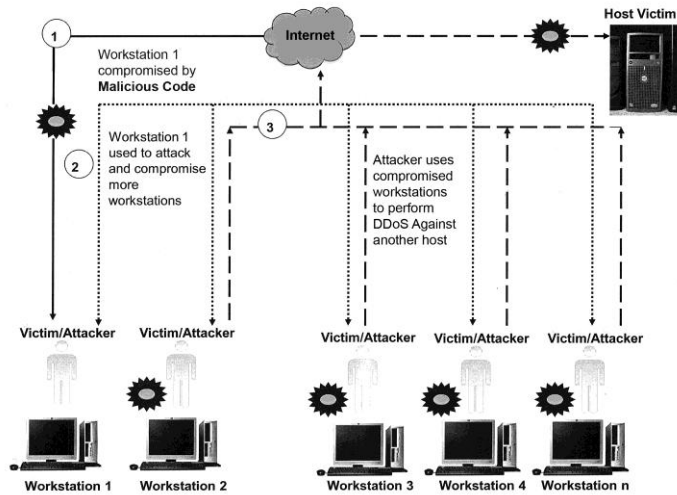 1
Internet
Host Victim
Workstation 1
compromised by
Malicious Code
3
2
Workstation 1
used to attack
and compromise
more
workstations
Attacker uses
compromised
workstations
to perform
DDoS Against
another host
Victim/Attacker
Victim/Attacker
Victim/Attacker
Victim/Attacker
Victim/Attacker
Workstation 1
Workstation 2
Workstation 3
Workstation 4
Workstation n